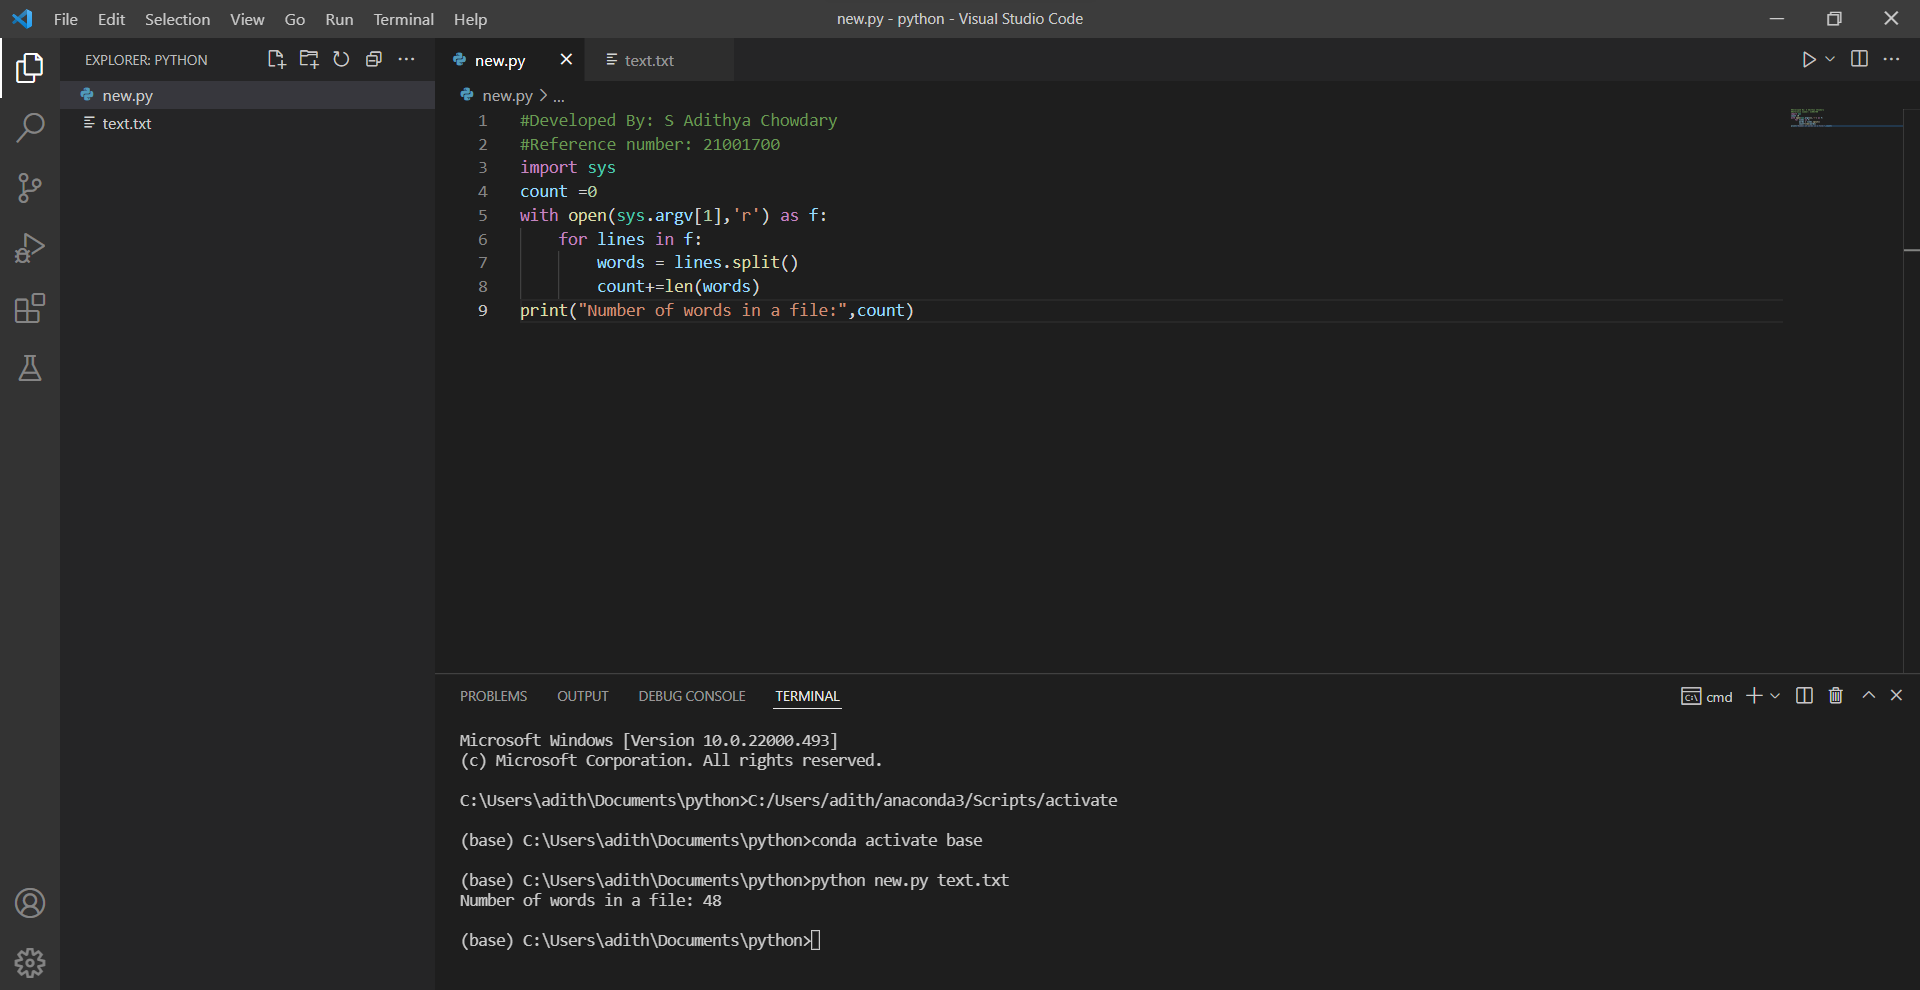 File Edit Selection View Go Run Terminal Help
new.py - python - Visual Studio Code
EXPLORER: PYTHON
new.py
text.txt
new.py
text.txt
new.py > ...
1 #Developed By: S Adithya Chowdary
2 #Reference number: 21001700
3 import sys
4 count =0
5 with open(sys.argv[1],'r') as f:
6     for lines in f:
7         words = lines.split()
8         count+=len(words)
9 print("Number of words in a file:",count)
PROBLEMS OUTPUT DEBUG CONSOLE TERMINAL
cmd
Microsoft Windows [Version 10.0.22000.493]
(c) Microsoft Corporation. All rights reserved.
C:\Users\adith\Documents\python>C:/Users/adith/anaconda3/Scripts/activate
(base) C:\Users\adith\Documents\python>conda activate base
(base) C:\Users\adith\Documents\python>python new.py text.txt
Number of words in a file: 48
(base) C:\Users\adith\Documents\python>